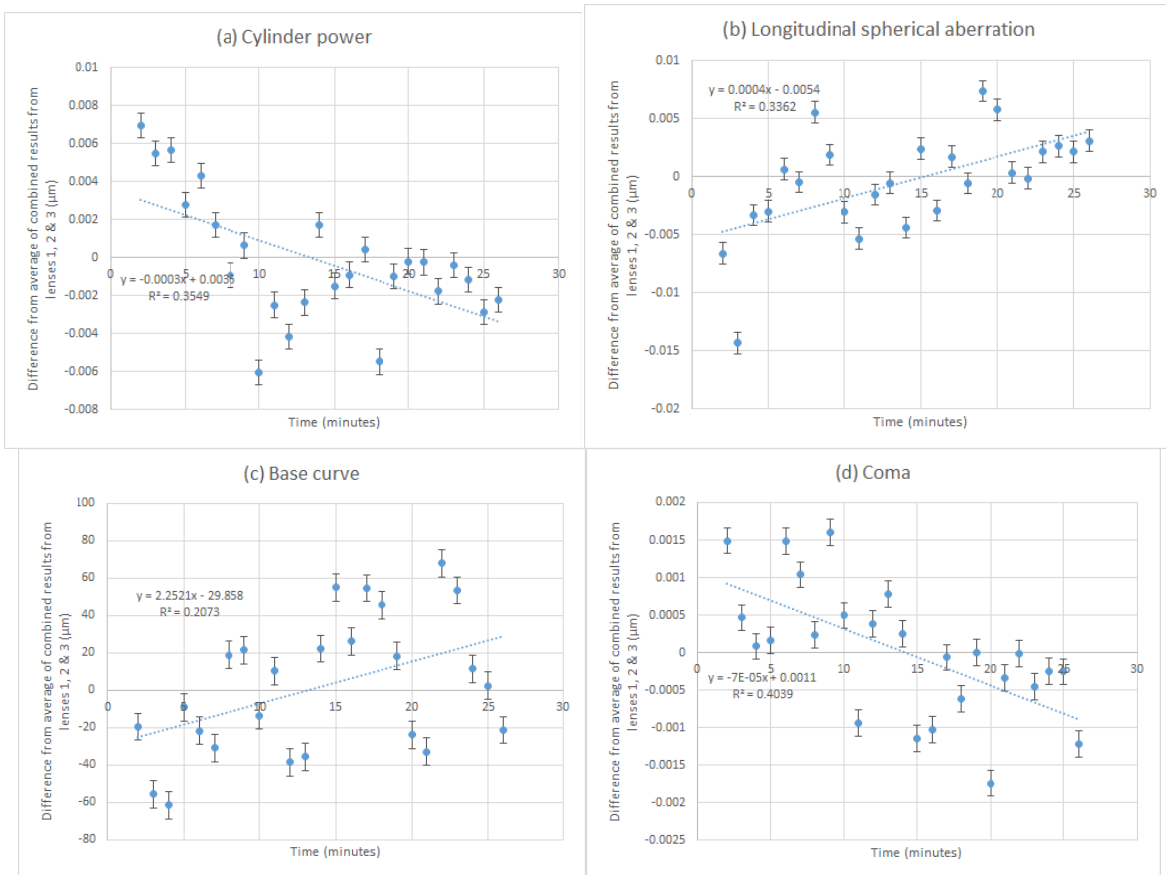 (a) Cylinder power
Difference from average of combined results from
lenses 1, 2 & 3 (µm)
0.01
0.008
0.006
0.004
0.002
0
-0.002
-0.004
-0.006
-0.008
0 5 10 15 20 25 30
y = -0.0003x + 0.0035
R² = 0.3549
Time (minutes)
(b) Longitudinal spherical aberration
Difference from average of combined results from
lenses 1, 2 & 3 (µm)
0.01
0.005
0
-0.005
-0.01
-0.015
-0.02
0 5 10 15 20 25 30
y = 0.0004x - 0.0054
R² = 0.3362
Time (minutes)
(c) Base curve
Difference from average of combined results from
lenses 1, 2 & 3 (µm)
100
80
60
40
20
0
-20
-40
-60
-80
0 5 10 15 20 25 30
y = 2.2521x - 29.858
R² = 0.2073
Time (minutes)
(d) Coma
Difference from average of combined results from
lenses 1, 2 & 3 (µm)
0.002
0.0015
0.001
0.0005
0
-0.0005
-0.001
-0.0015
-0.002
-0.0025
0 5 10 15 20 25 30
y = -7E-05x + 0.0011
R² = 0.4039
Time (minutes)